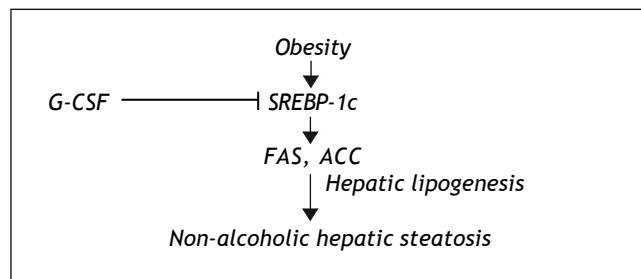 Obesity
G-CSF SREBP-1c
FAS, ACC
Hepatic lipogenesis
Non-alcoholic hepatic steatosis